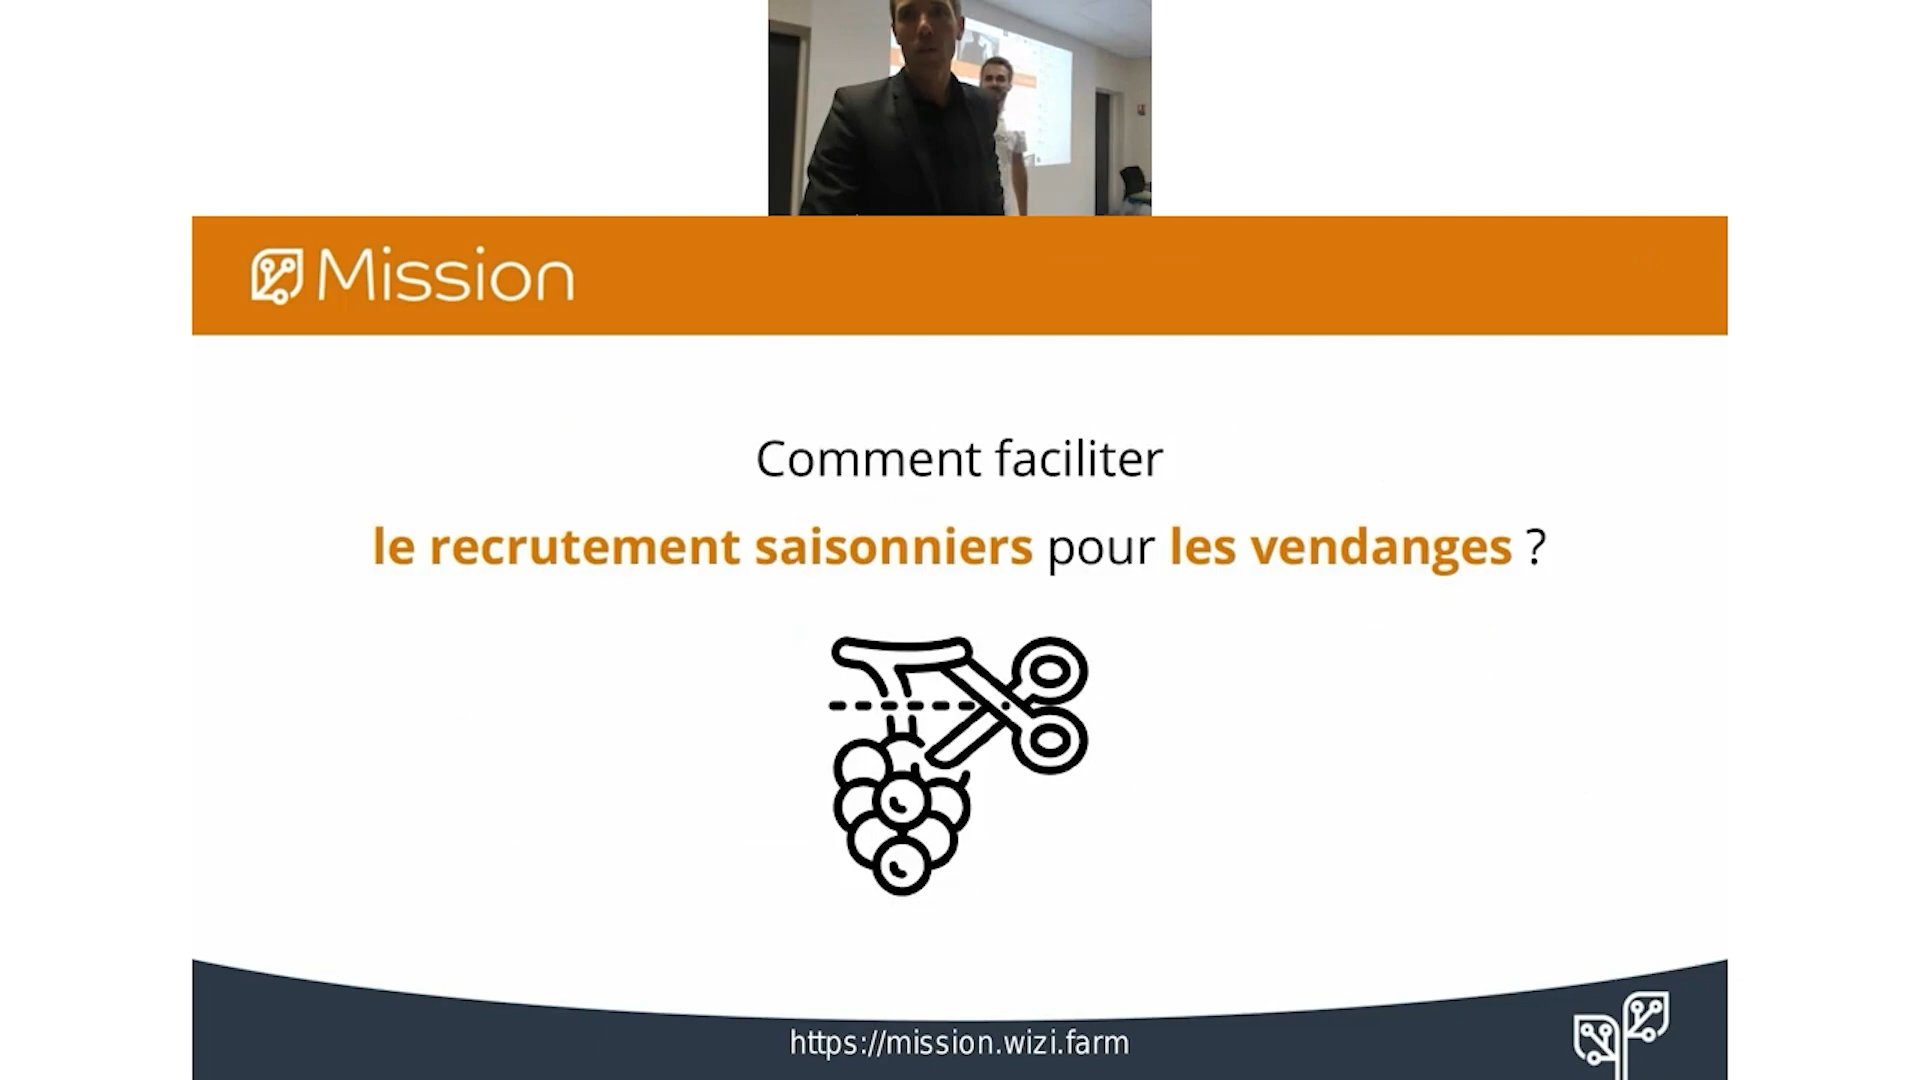 Mission
Comment faciliter
le recrutement saisonniers pour les vendanges ?
https://mission.wizi.farm